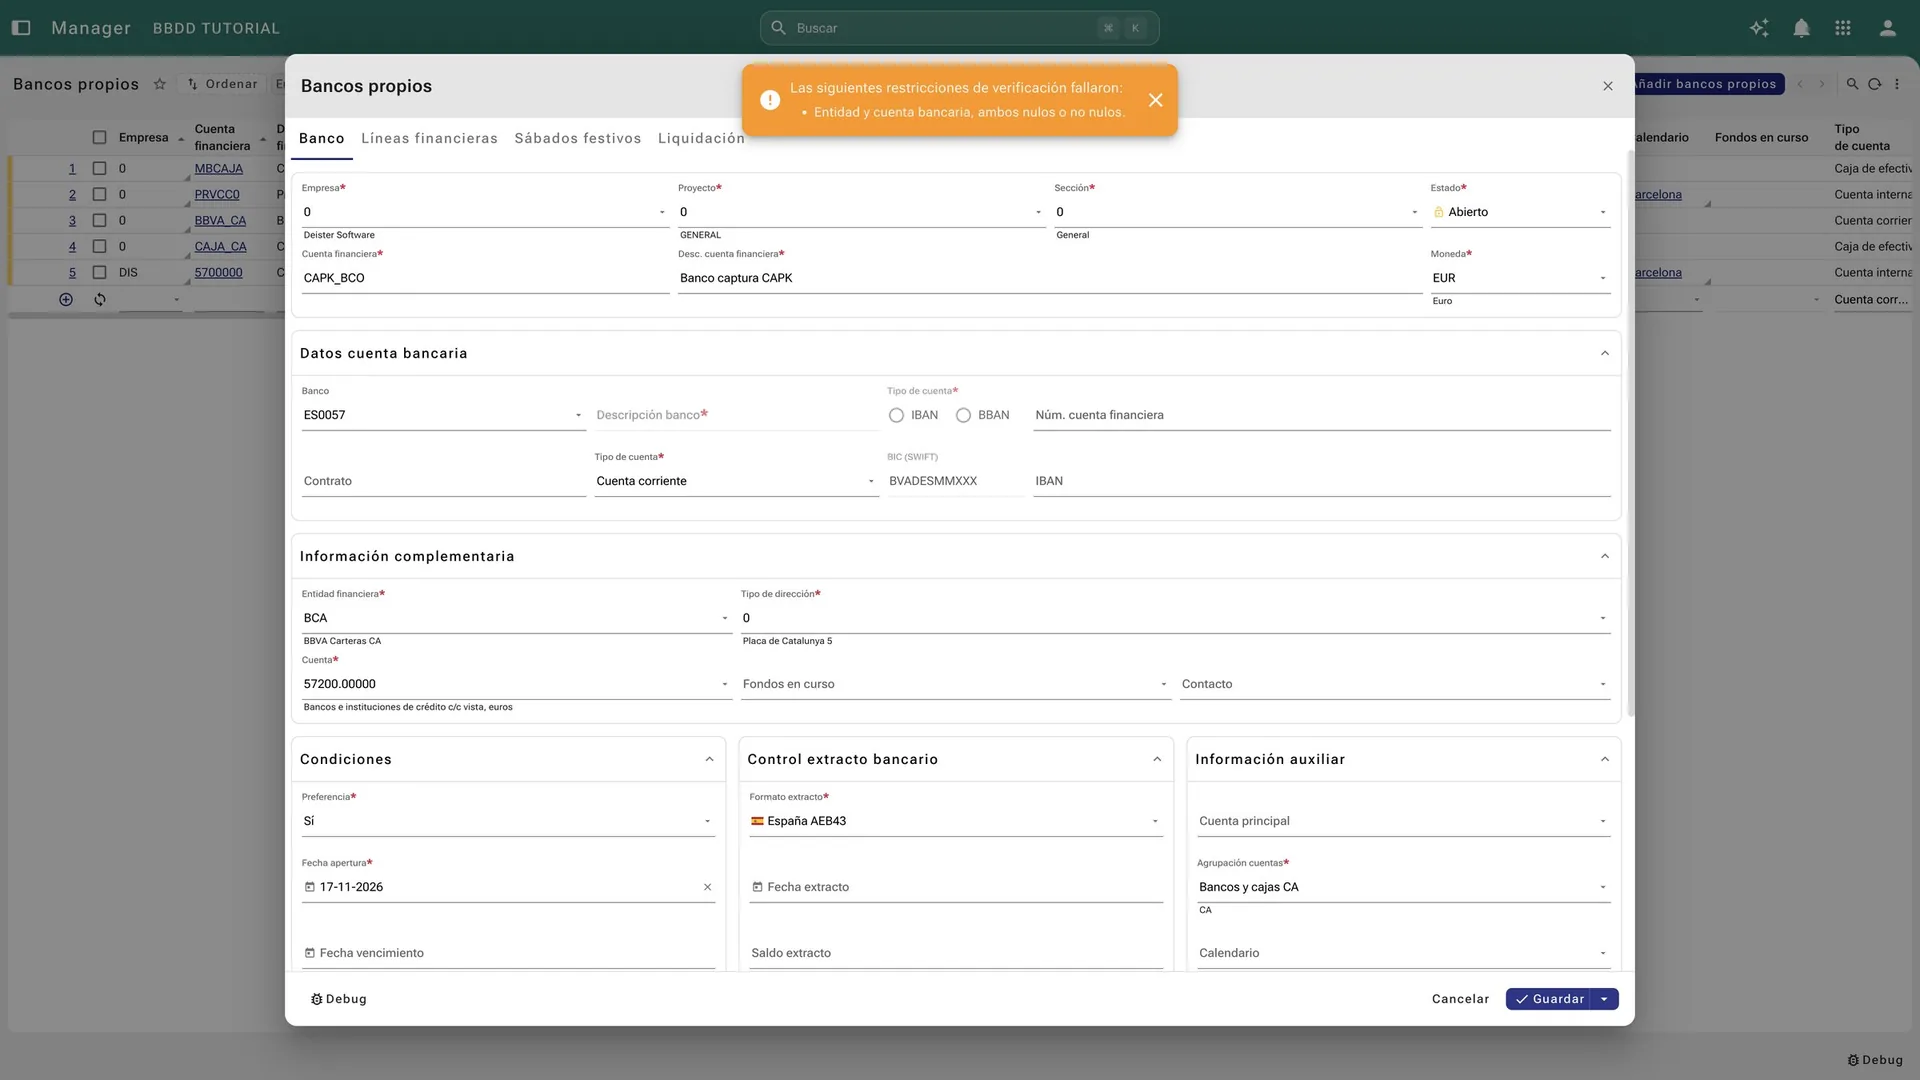 Manager BBDD TUTORIAL
Buscar
⌘ K
Bancos propios
Ordenar
Añadir bancos propios
Empresa
Cuenta financiera
Calendario
Fondos en curso
Tipo de cuenta
1 0 MBCAJA
Caja de efectiv
2 0 PRVCC0
arcelona
Cuenta interna
3 0 BBVA_CA
Cuenta corrien
4 0 CAJA_CA
Caja de efectiv
5 DIS 5700000
arcelona
Cuenta interna
Cuenta corr...
Bancos propios
Las siguientes restricciones de verificación fallaron:
• Entidad y cuenta bancaria, ambos nulos o no nulos.
Banco Líneas financieras Sábados festivos Liquidación
Empresa* Proyecto* Sección* Estado*
0 0 0 Abierto
Deister Software GENERAL General
Cuenta financiera* Desc. cuenta financiera* Moneda*
CAPK_BCO Banco captura CAPK EUR
Euro
Datos cuenta bancaria
Banco Tipo de cuenta*
ES0057 Descripción banco* IBAN BBAN Núm. cuenta financiera
Tipo de cuenta* BIC (SWIFT)
Contrato Cuenta corriente BVADESMMXXX IBAN
Información complementaria
Entidad financiera* Tipo de dirección*
BCA 0
BBVA Carteras CA Placa de Catalunya 5
Cuenta*
57200.00000 Fondos en curso Contacto
Bancos e instituciones de crédito c/c vista, euros
Condiciones
Preferencia*
Sí
Fecha apertura*
17-11-2026
Fecha vencimiento
Control extracto bancario
Formato extracto*
España AEB43
Fecha extracto
Saldo extracto
Información auxiliar
Cuenta principal
Agrupación cuentas*
Bancos y cajas CA
CA
Calendario
Debug
Cancelar Guardar
Debug